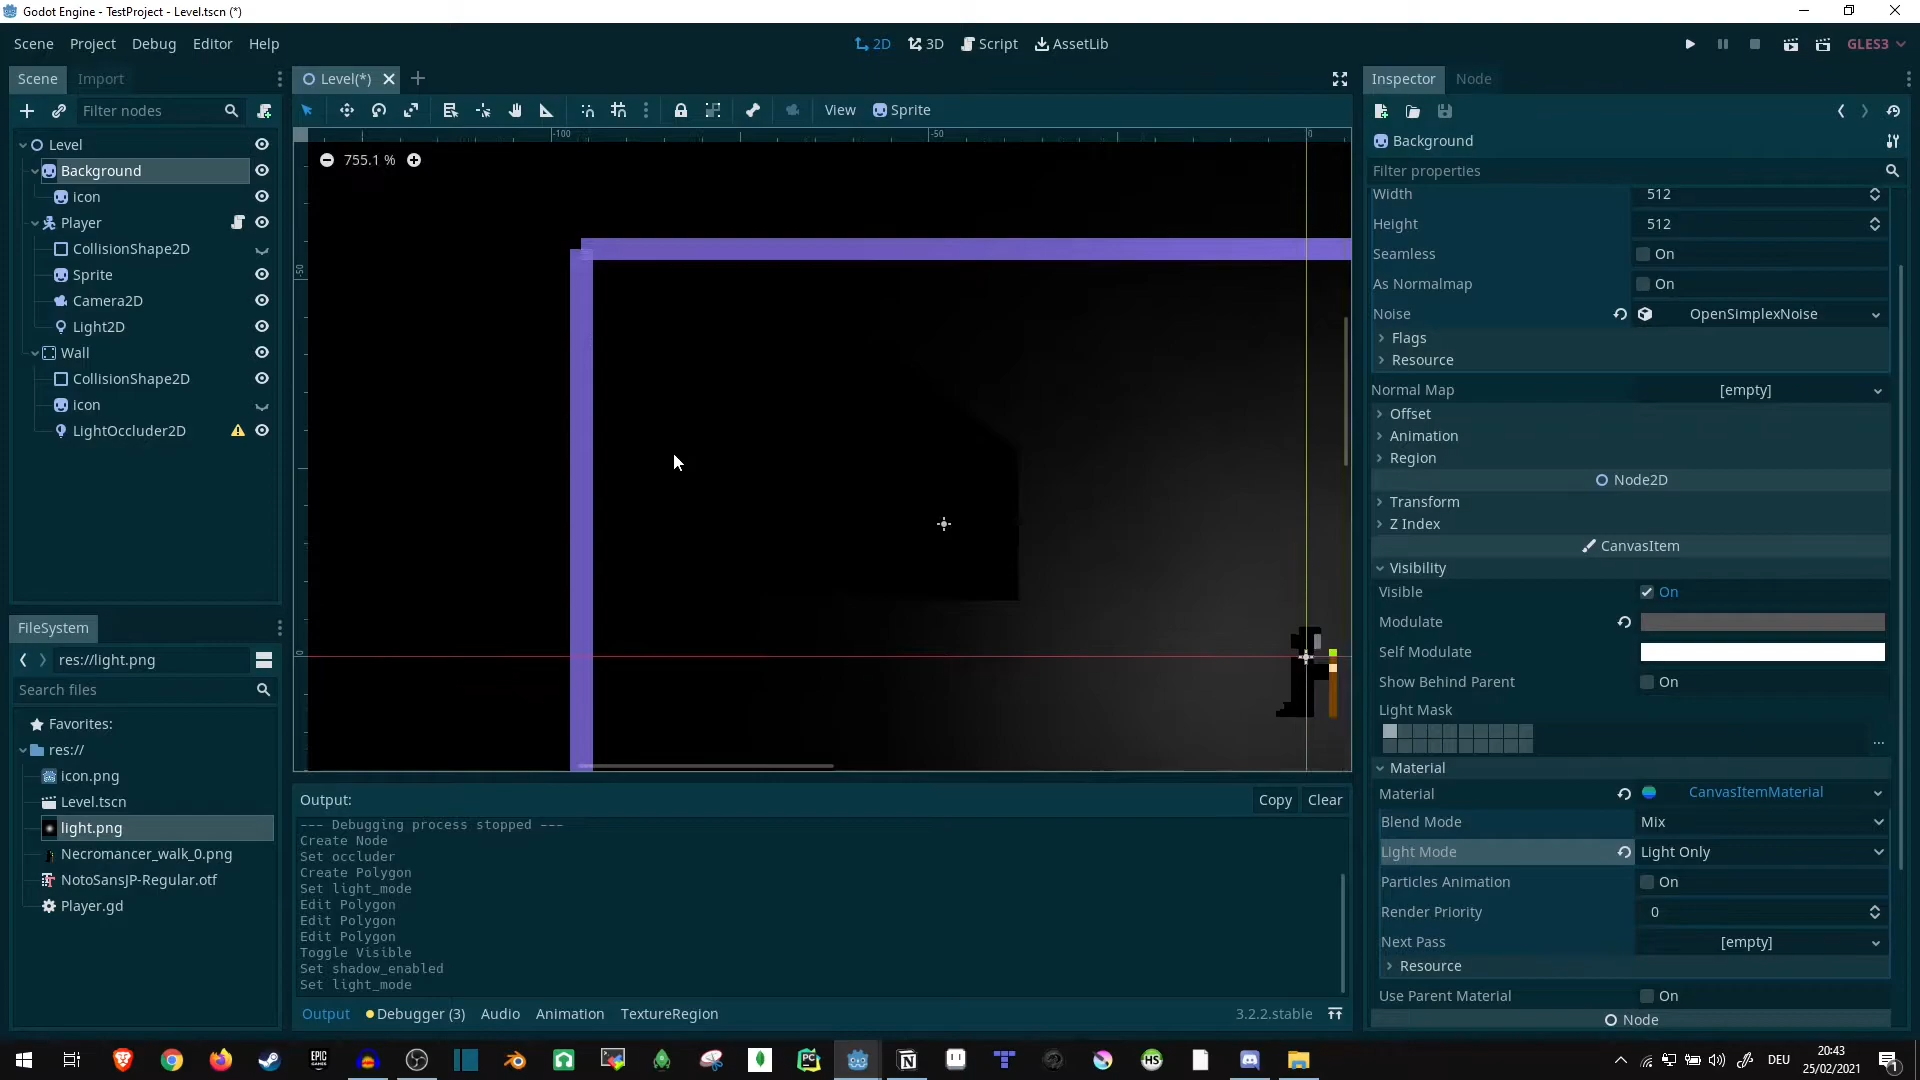 Godot Engine - TestProject - Level.tscn (*)
Scene Project Debug Editor Help
2D 3D Script AssetLib
GLES3
Scene Import
Level(*)
Inspector Node
Filter nodes
View Sprite
Level
Background
icon
Player
CollisionShape2D
Sprite
Camera2D
Light2D
Wall
CollisionShape2D
icon
LightOccluder2D
FileSystem
res://light.png
Search files
Favorites:
res://
icon.png
Level.tscn
light.png
Necromancer_walk_0.png
NotoSansJP-Regular.otf
Player.gd
-100 -50 0
755.1 %
-50
0
Output:
Copy Clear
--- Debugging process stopped ---
Create Node
Set occluder
Create Polygon
Set light_mode
Edit Polygon
Edit Polygon
Edit Polygon
Toggle Visible
Set shadow_enabled
Set light_mode
Output Debugger (3) Audio Animation TextureRegion 3.2.2.stable
Background
Filter properties
Width 512
Height 512
Seamless On
As Normalmap On
Noise OpenSimplexNoise
Flags
Resource
Normal Map [empty]
Offset
Animation
Region
Node2D
Transform
Z Index
CanvasItem
Visibility
Visible On
Modulate
Self Modulate
Show Behind Parent On
Light Mask
...
Material
Material CanvasItemMaterial
Blend Mode Mix
Light Mode Light Only
Particles Animation On
Render Priority 0
Next Pass [empty]
Resource
Use Parent Material On
Node
EPIC GAMES
PC
HS
DEU
20:43
25/02/2021
1